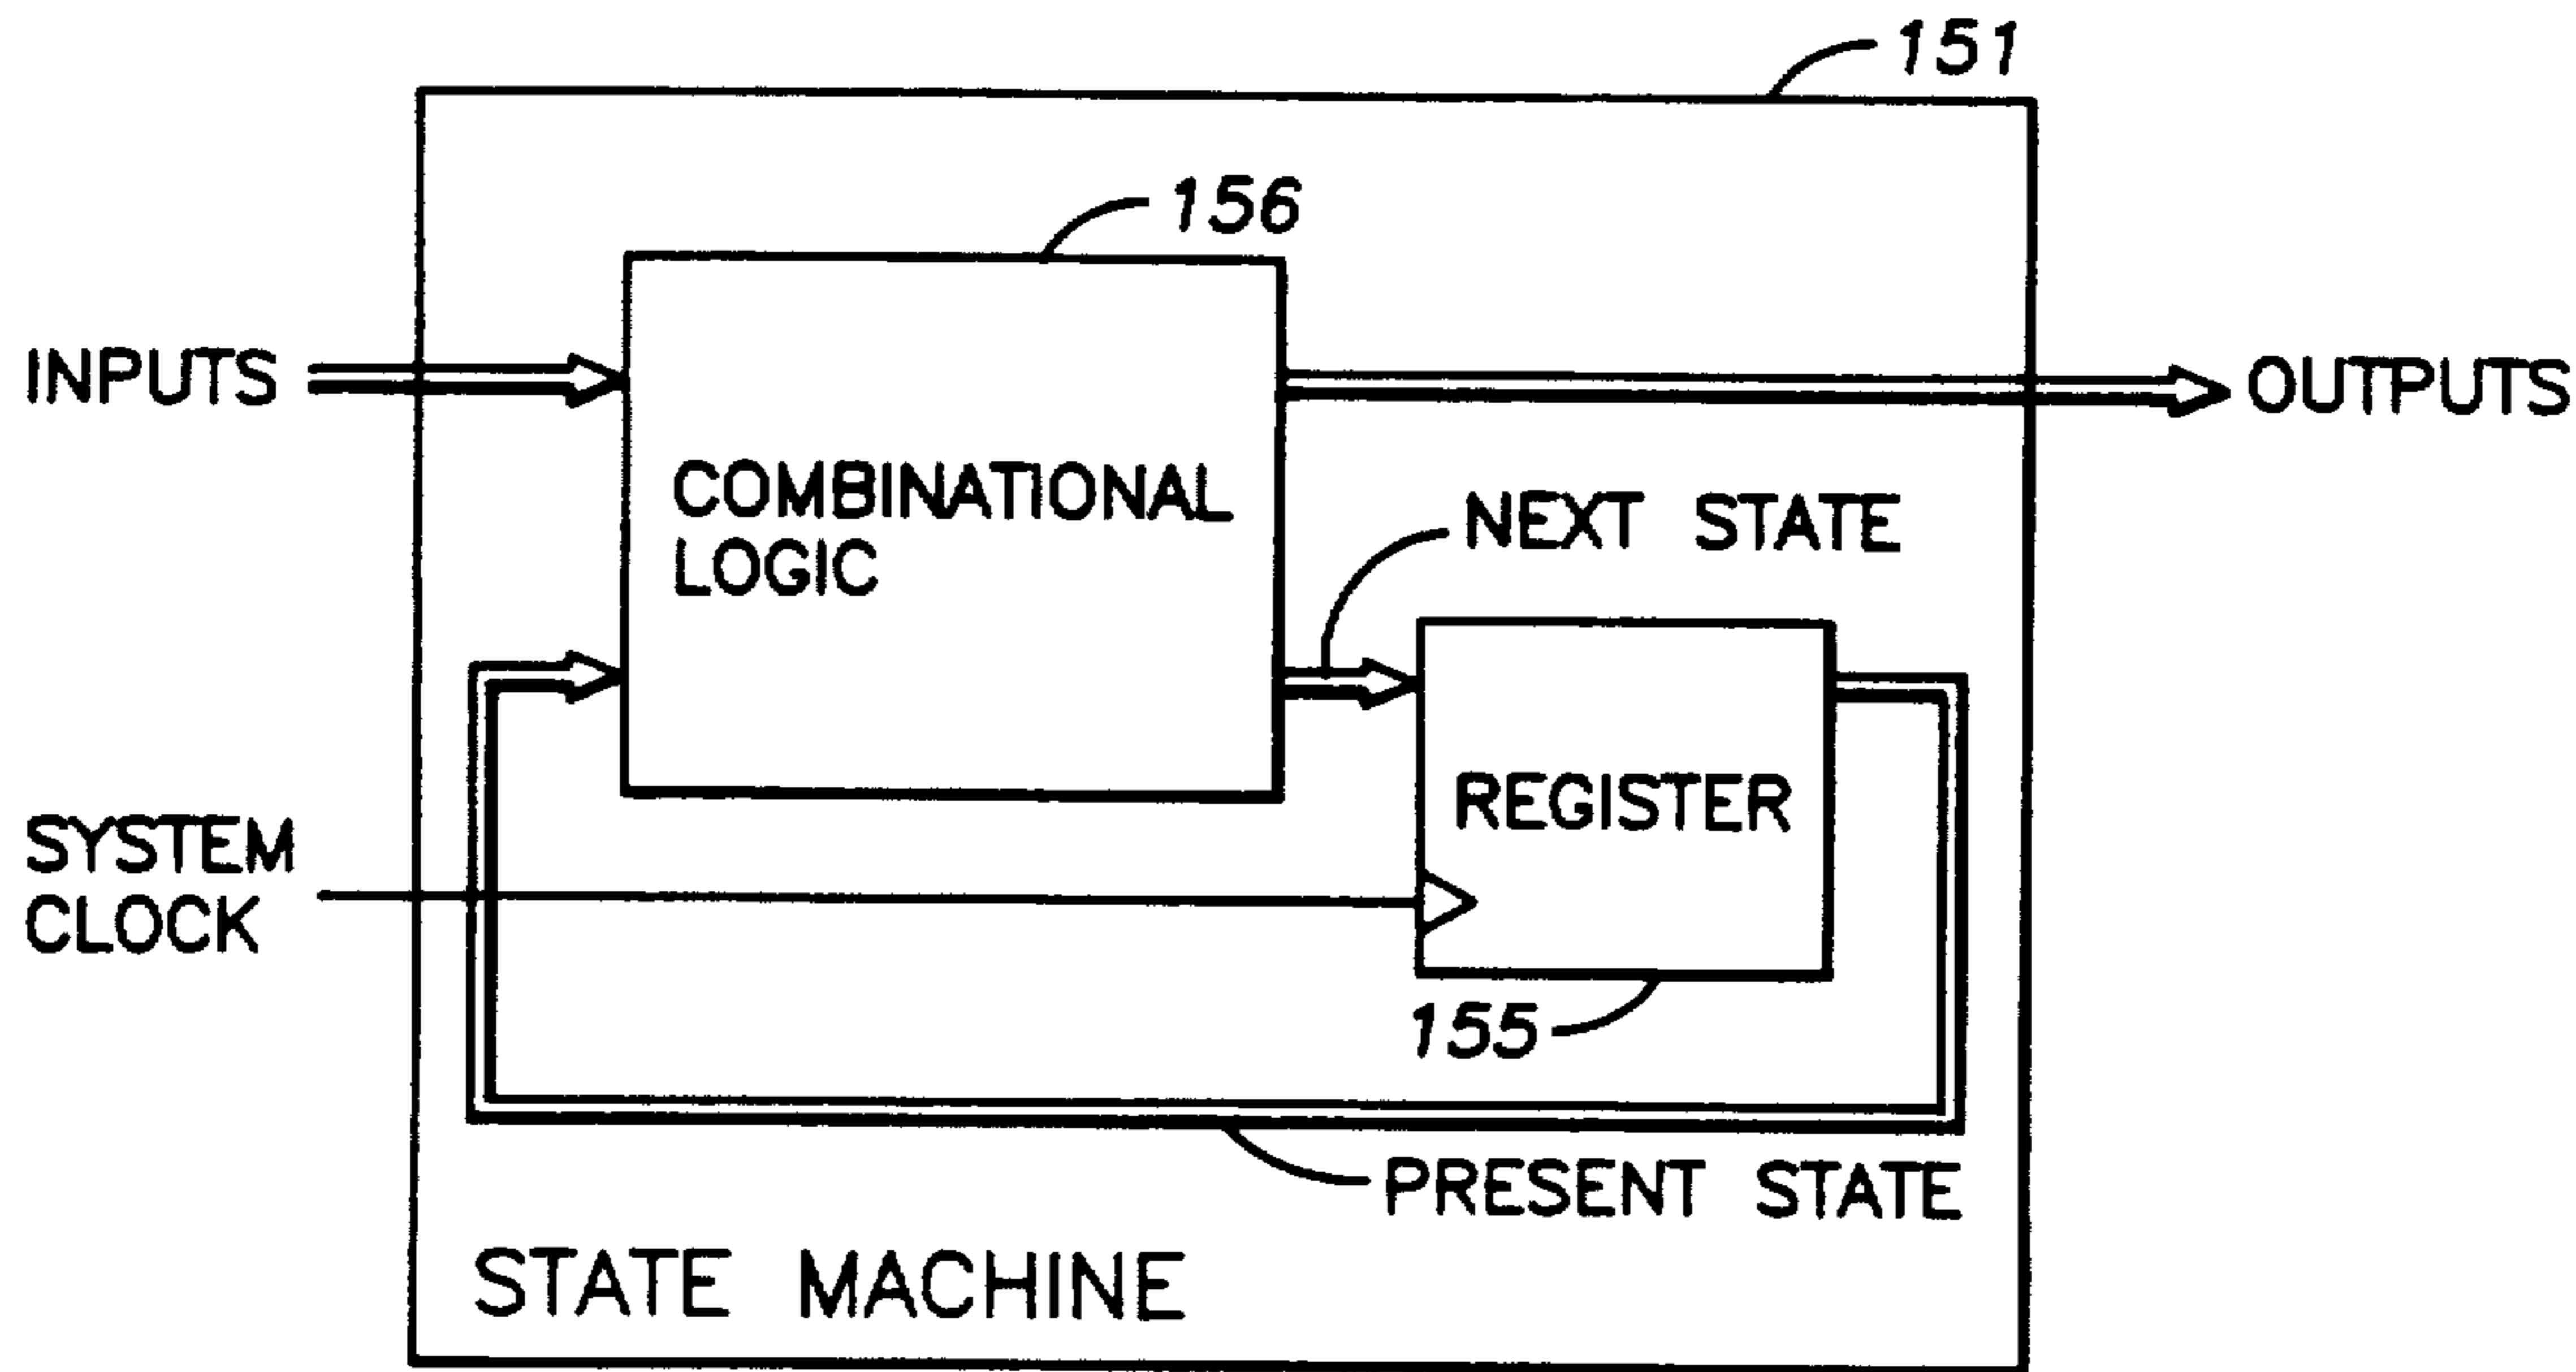 151
156
INPUTS
OUTPUTS
COMBINATIONAL
LOGIC
NEXT STATE
REGISTER
SYSTEM
CLOCK
155
PRESENT STATE
STATE MACHINE